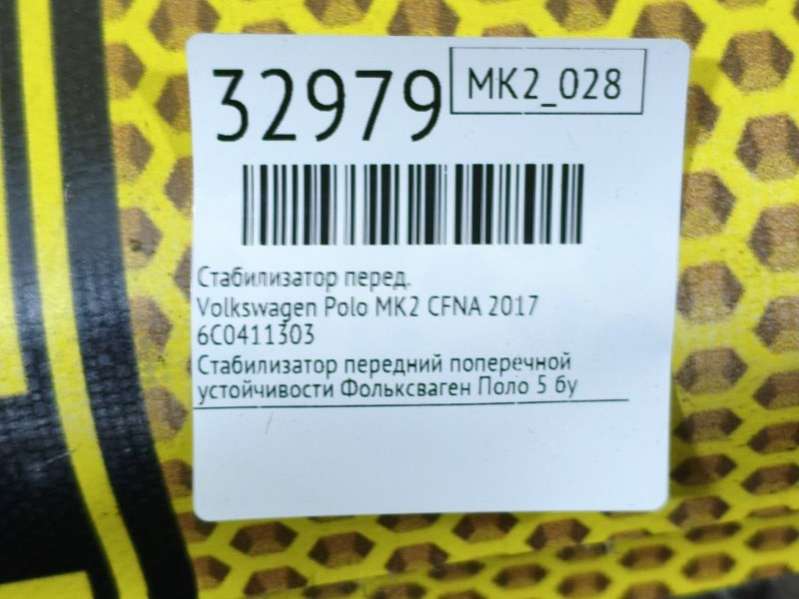 32979
MK2_028
Стабилизатор перед.
Volkswagen Polo MK2 CFNA 2017
6C0411303
Стабилизатор передний поперечной
устойчивости Фольксваген Поло 5 бу